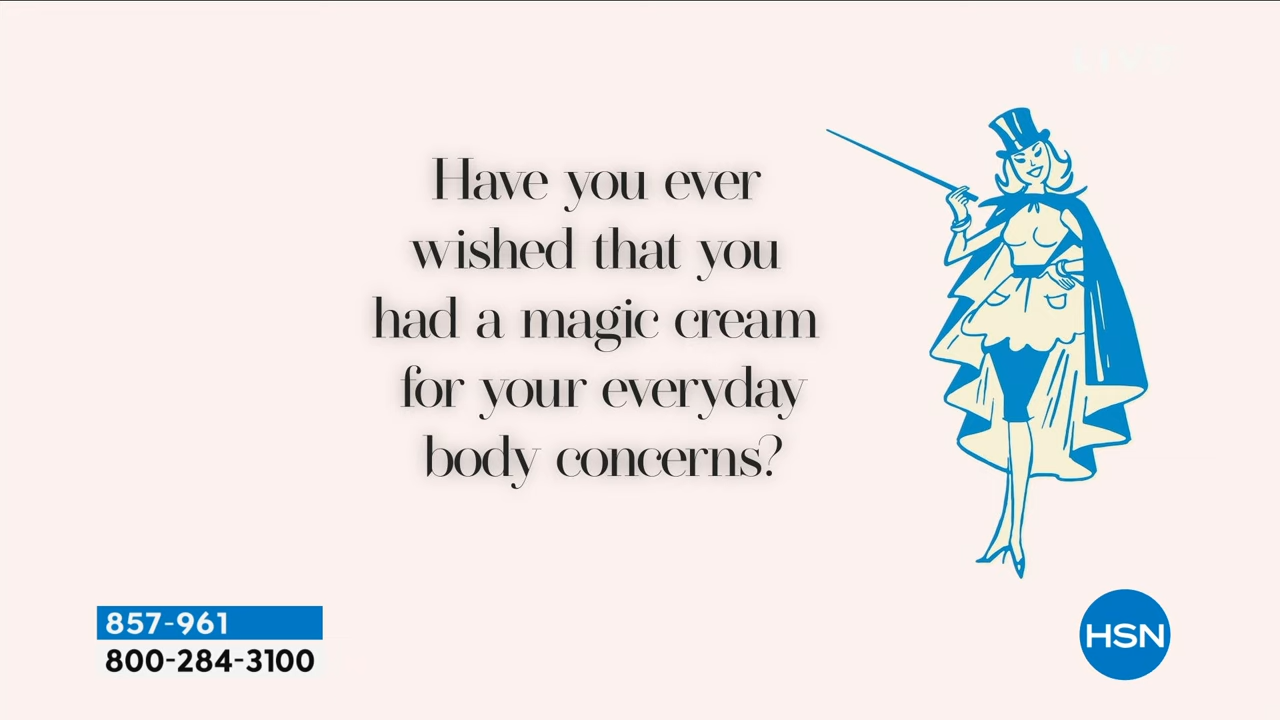 LIVE
Have you ever
wished that you
had a magic cream
for your everyday
body concerns?
857-961
800-284-3100
HSN